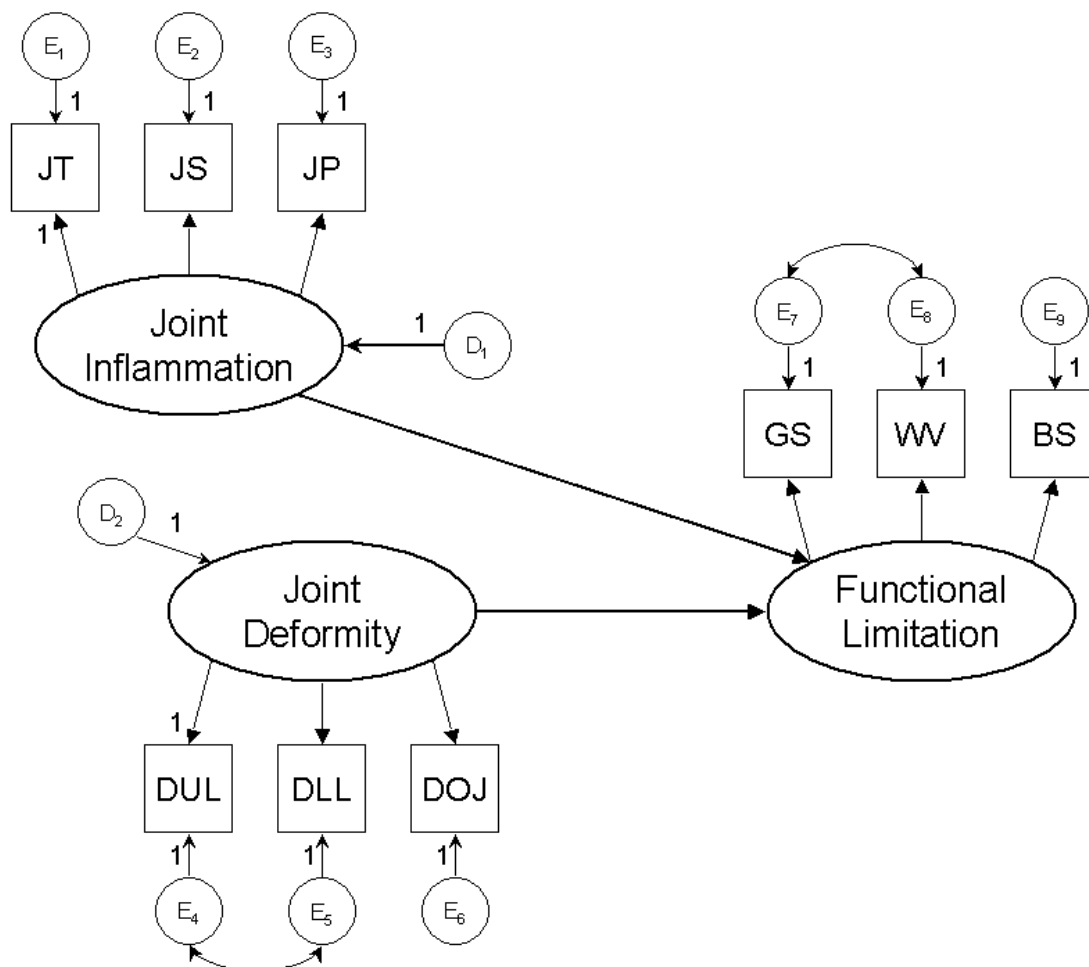 E1
E2
E3
1
1
1
JT
JS
JP
1
Joint
Inflammation
1
D1
E7
E8
E9
1
1
1
GS
WV
BS
D2
1
Joint
Deformity
Functional
Limitation
1
DUL
DLL
DOJ
1
1
1
E4
E5
E6